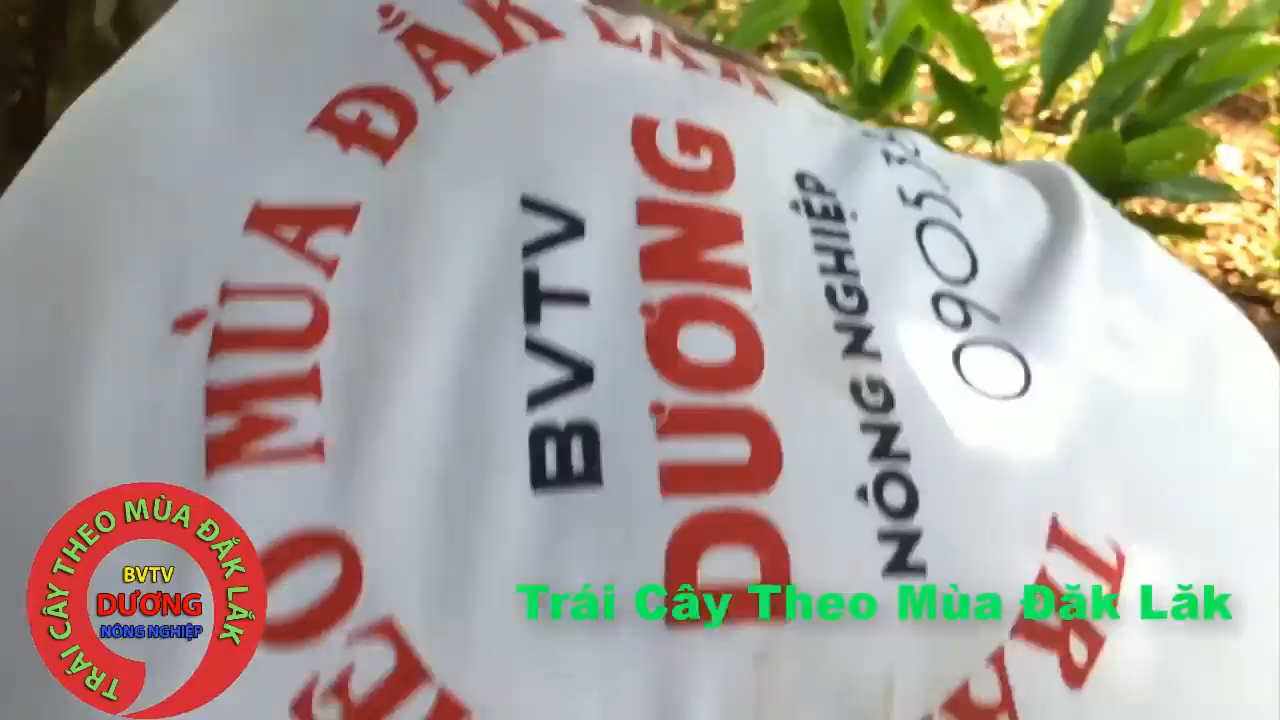 TRÁI CÂY THEO MÙA ĐẮK LẮK
BVTV
DƯƠNG
NÔNG NGHIỆP
Trái Cây Theo Mùa Đăk Lăk
MÙA ĐẮK
BVTV
DƯƠNG
NÔNG NGHIỆP